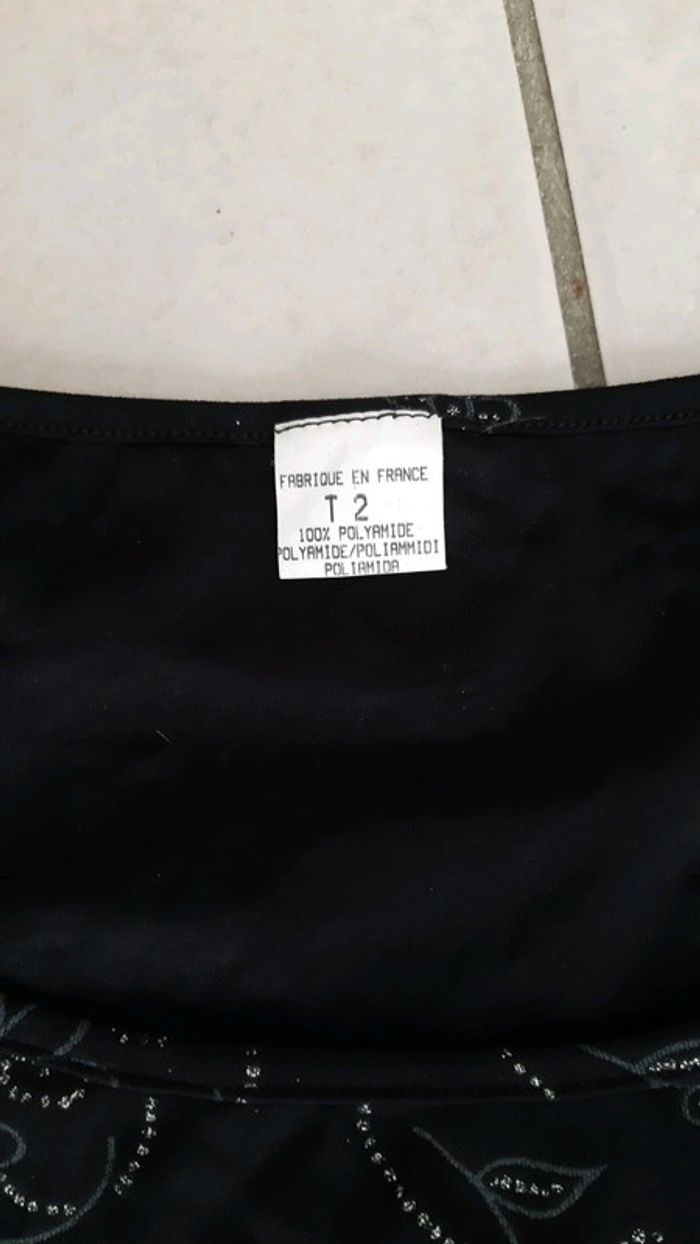 FABRIQUE EN FRANCE
T 2
100% POLYAMIDE
POLYAMIDE/POLIAMMIDI
POLIAMIDA